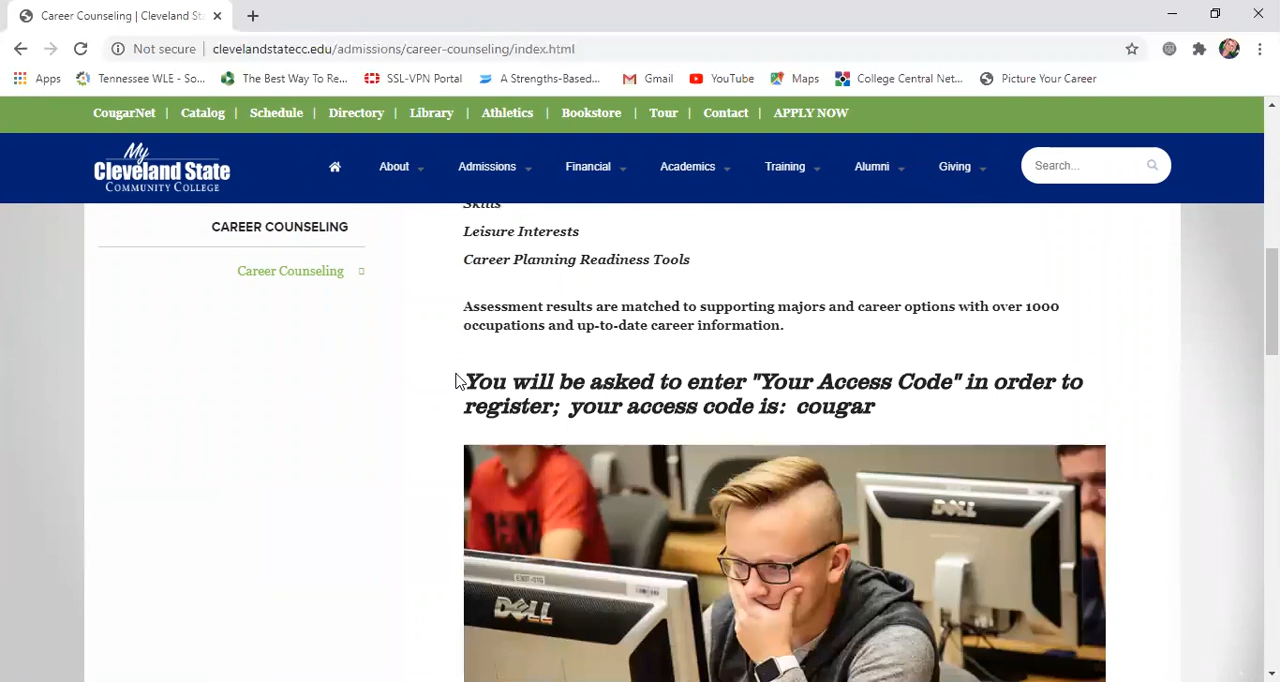 Career Counseling | Cleveland Sta
Not secure | clevelandstatecc.edu/admissions/career-counseling/index.html
Apps Tennessee WLE - So... The Best Way To Re... SSL-VPN Portal A Strengths-Based... Gmail YouTube Maps College Central Net... Picture Your Career
CougarNet | Catalog | Schedule | Directory | Library | Athletics | Bookstore | Tour | Contact | APPLY NOW
My
Cleveland State
COMMUNITY COLLEGE
About Admissions Financial Academics Training Alumni Giving Search...
CAREER COUNSELING
Career Counseling
Skills
Leisure Interests
Career Planning Readiness Tools
Assessment results are matched to supporting majors and career options with over 1000
occupations and up-to-date career information.
You will be asked to enter "Your Access Code" in order to
register; your access code is: cougar
DELL
DELL